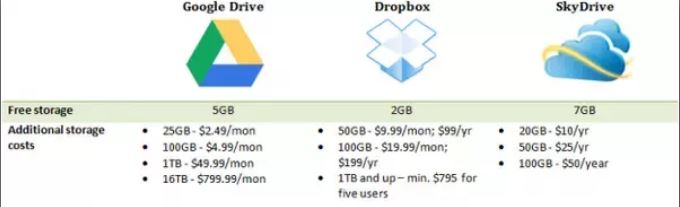 Google Drive Dropbox SkyDrive
Free storage 5GB 2GB 7GB
Additional storage costs
• 25GB - $2.49/mon
• 100GB - $4.99/mon
• 1TB - $49.99/mon
• 16TB - $799.99/mon
• 50GB - $9.99/mon; $99/yr
• 100GB - $19.99/mon;
$199/yr
• 1TB and up – min. $795 for
five users
• 20GB - $10/yr
• 50GB - $25/yr
• 100GB - $50/year